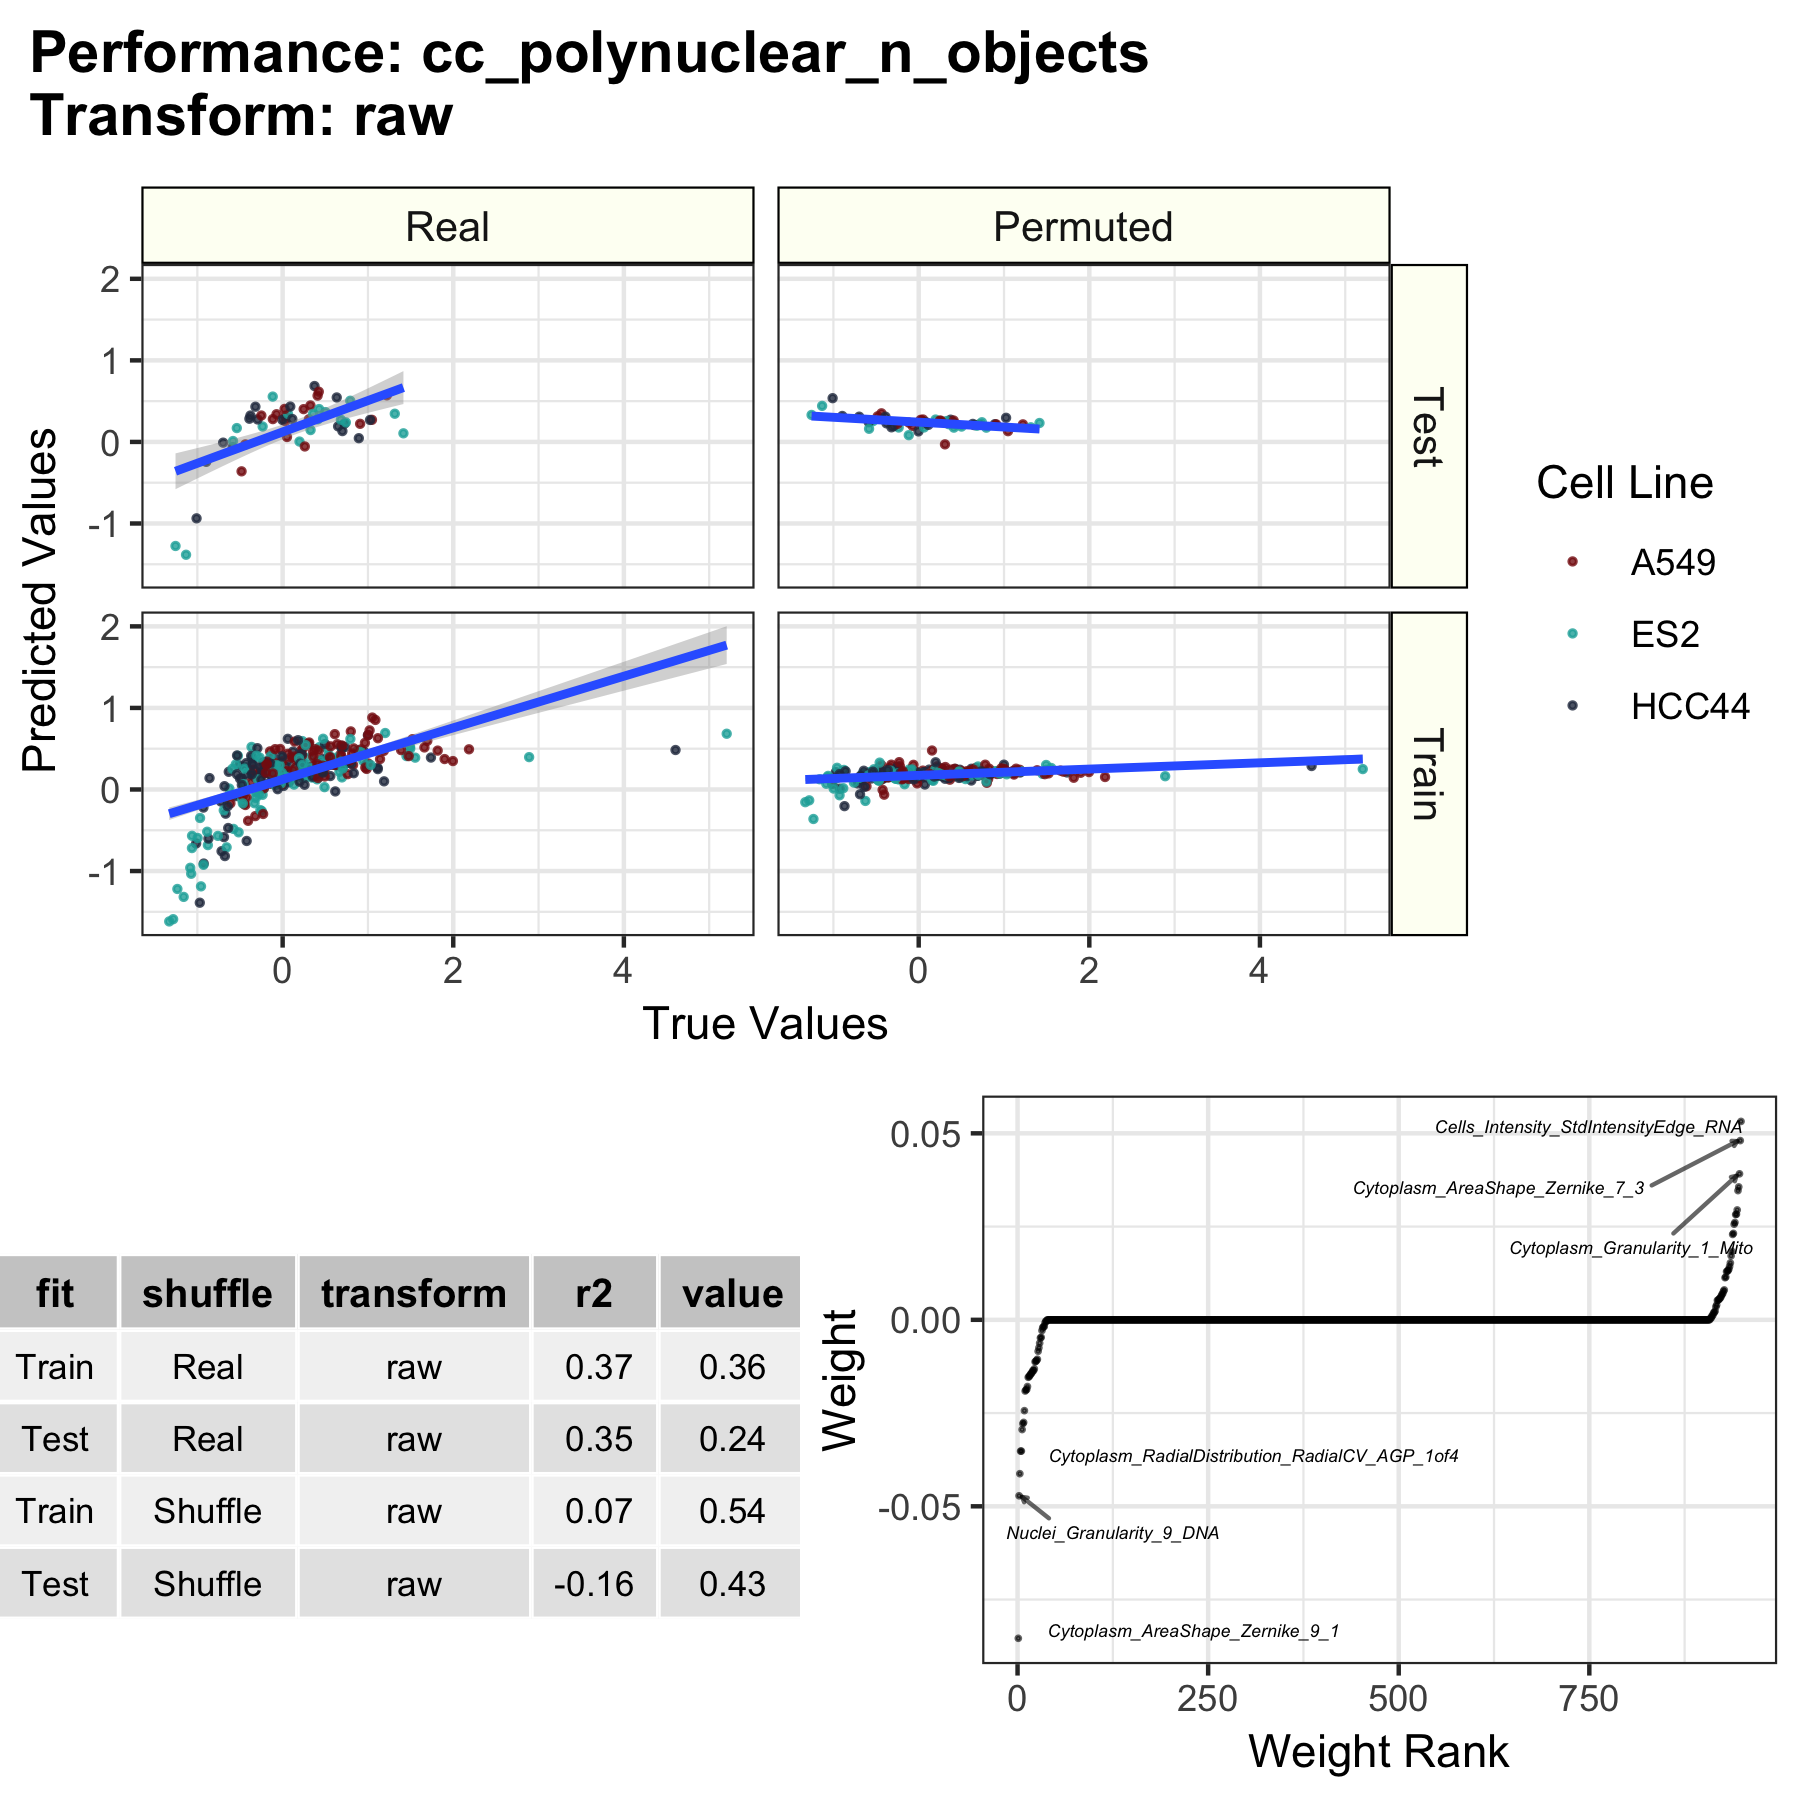 Performance: cc_polynuclear_n_objects
Transform: raw
Real
Permuted
2
1
0
-1
Test
2
1
0
-1
Train
0
2
4
0
2
4
Predicted Values
True Values
Cell Line
A549
ES2
HCC44
fit shuffle transform r2 value
Train Real raw 0.37 0.36
Test Real raw 0.35 0.24
Train Shuffle raw 0.07 0.54
Test Shuffle raw -0.16 0.43
Weight
0.05
0.00
-0.05
Cells_Intensity_StdIntensityEdge_RNA
Cytoplasm_AreaShape_Zernike_7_3
Cytoplasm_Granularity_1_Mito
Cytoplasm_RadialDistribution_RadialCV_AGP_1of4
Nuclei_Granularity_9_DNA
Cytoplasm_AreaShape_Zernike_9_1
0
250
500
750
Weight Rank